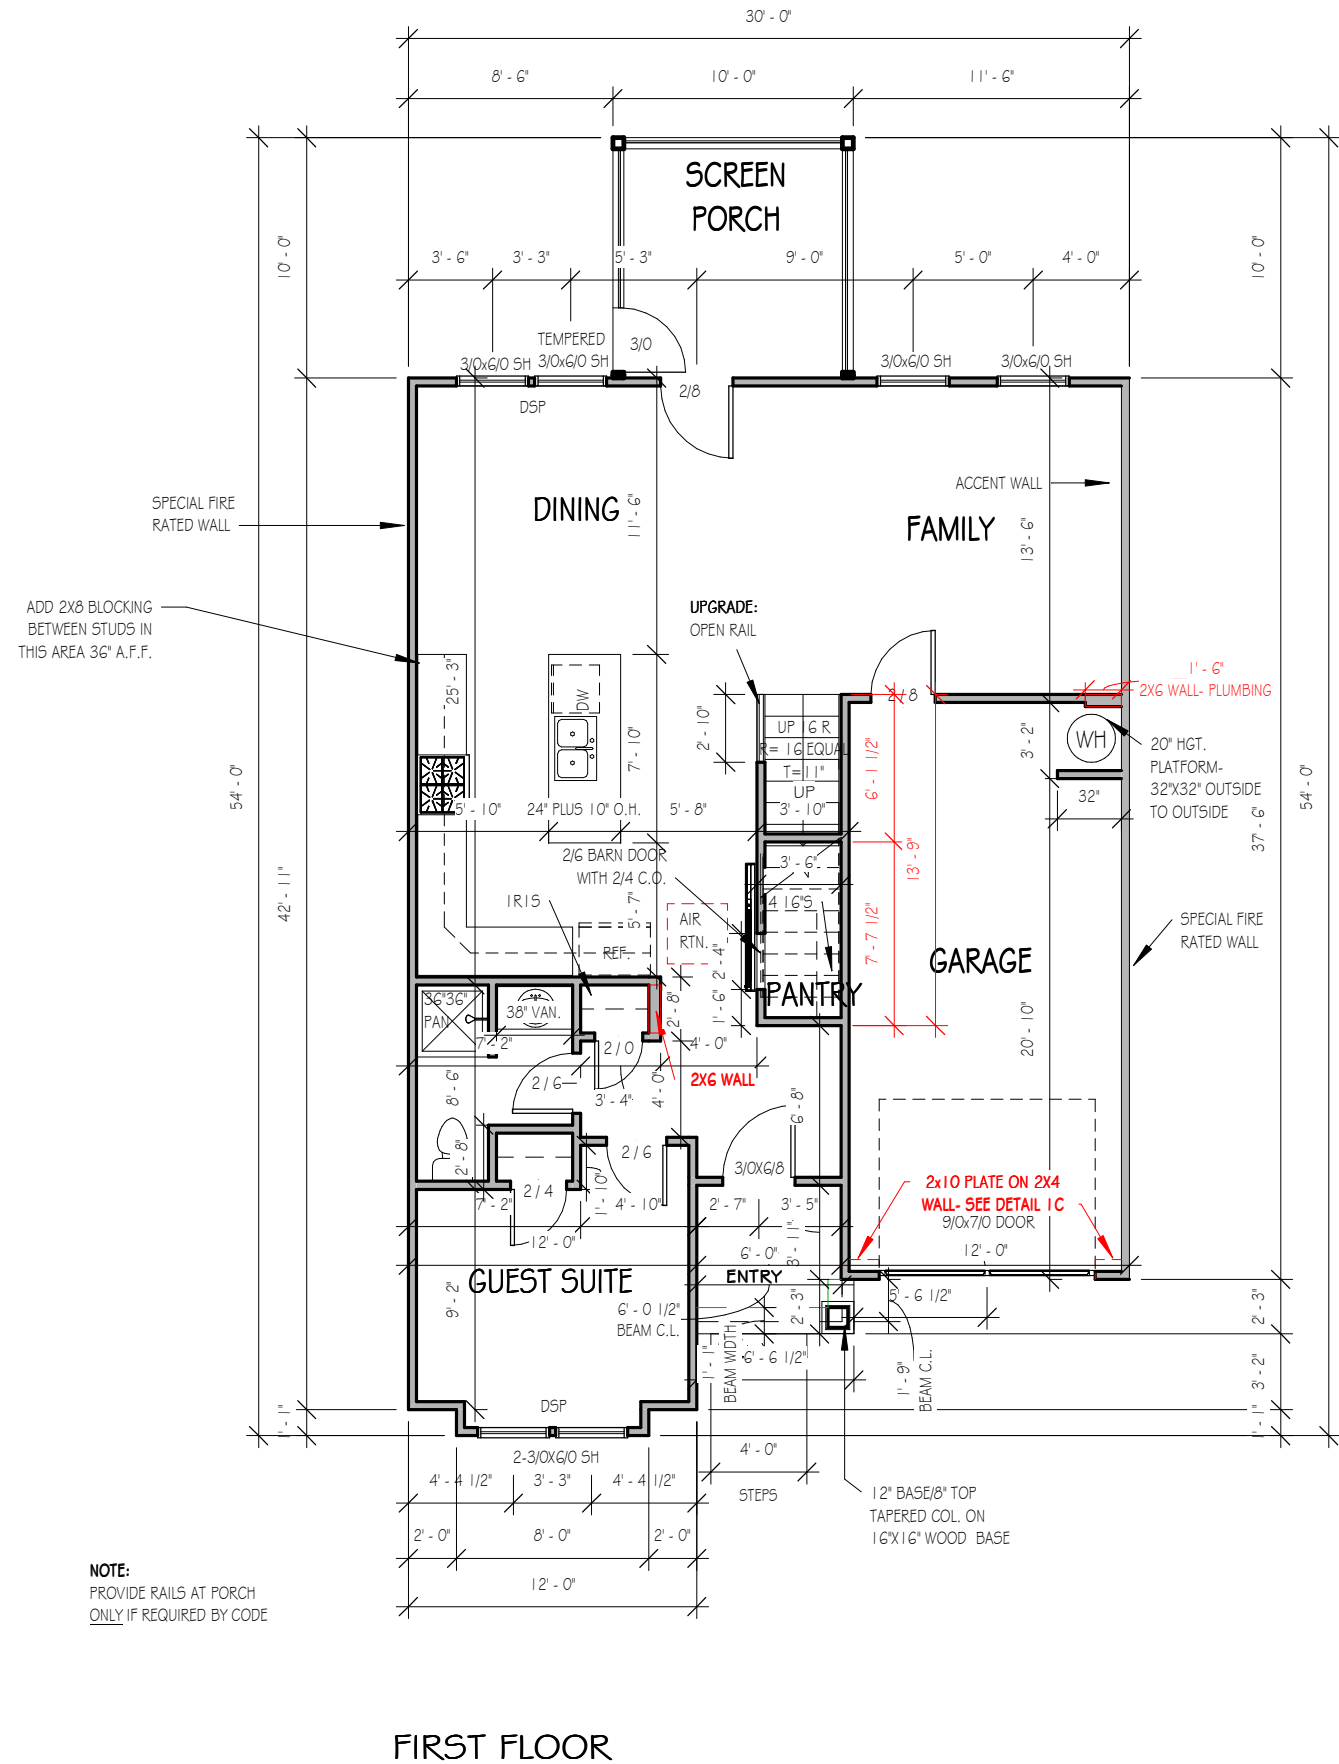 30' - 0"
8' - 6"
10' - 0"
11' - 6"
SCREEN
PORCH
10' - 0"
10' - 0"
3' - 6"
3' - 3"
5' - 3"
9' - 0"
5' - 0"
4' - 0"
TEMPERED
3/0
3/0x6/0 SH
3/0x6/0 SH
3/0x6/0 SH
3/0x6/0 SH
2/8
DSP
SPECIAL FIRE
RATED WALL
DINING
11' - 6"
FAMILY
ACCENT WALL
13' - 6"
ADD 2X8 BLOCKING
BETWEEN STUDS IN
THIS AREA 36" A.F.F.
UPGRADE:
OPEN RAIL
25' - 3"
DW
2' - 10"
7' - 10"
2/8
1' - 6"
2X6 WALL- PLUMBING
UP 16 R
R= 16 EQUAL
T=11"
UP
6' - 1 1/2"
3' - 2"
WH
20" HGT.
PLATFORM-
32"X32" OUTSIDE
TO OUTSIDE
32"
54' - 0"
54' - 0"
37' - 6"
5' - 10"
24" PLUS 10" O.H.
5' - 8"
3' - 10"
2/6 BARN DOOR
WITH 2/4 C.O.
3' - 6"
13' - 9"
42' - 11"
1R1S
5' - 7"
AIR
RTN.
4 16"S
7' - 7 1/2"
SPECIAL FIRE
RATED WALL
REF.
2' - 4"
GARAGE
PANTRY
36"36"
PAN
38" VAN.
2' - 8"
1' - 6"
7' - 2"
2/0
4' - 0"
20' - 10"
2/6
3' - 4"
4' - 0"
2X6 WALL
8' - 6"
6' - 8"
2' - 8"
2/6
3/0X6/8
2/4
7' - 2"
1' - 10"
4' - 10"
2' - 7"
3' - 5"
2x10 PLATE ON 2X4
WALL- SEE DETAIL 1C
9/0x7/0 DOOR
12' - 0"
3' - 11"
6' - 0"
12' - 0"
GUEST SUITE
ENTRY
9' - 2"
6' - 0 1/2"
BEAM C.L.
2' - 3"
5' - 6 1/2"
2' - 3"
1' - 1"
BEAM WIDTH
6' - 6 1/2"
1' - 9"
BEAM C.L.
3' - 2"
DSP
1' - 1"
1' - 1"
2-3/0X6/0 SH
4' - 0"
STEPS
4' - 4 1/2"
3' - 3"
4' - 4 1/2"
12" BASE/8" TOP
TAPERED COL. ON
16"X16" WOOD BASE
2' - 0"
8' - 0"
2' - 0"
12' - 0"
NOTE:
PROVIDE RAILS AT PORCH
ONLY IF REQUIRED BY CODE
FIRST FLOOR